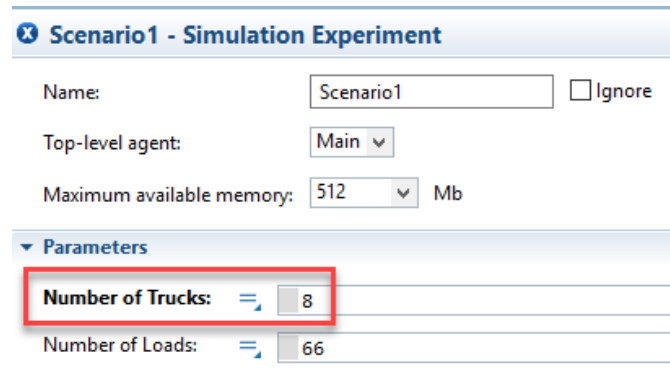 Scenario1 - Simulation Experiment
Name: Scenario1 Ignore
Top-level agent: Main
Maximum available memory: 512 Mb
Parameters
Number of Trucks: 8
Number of Loads: 66